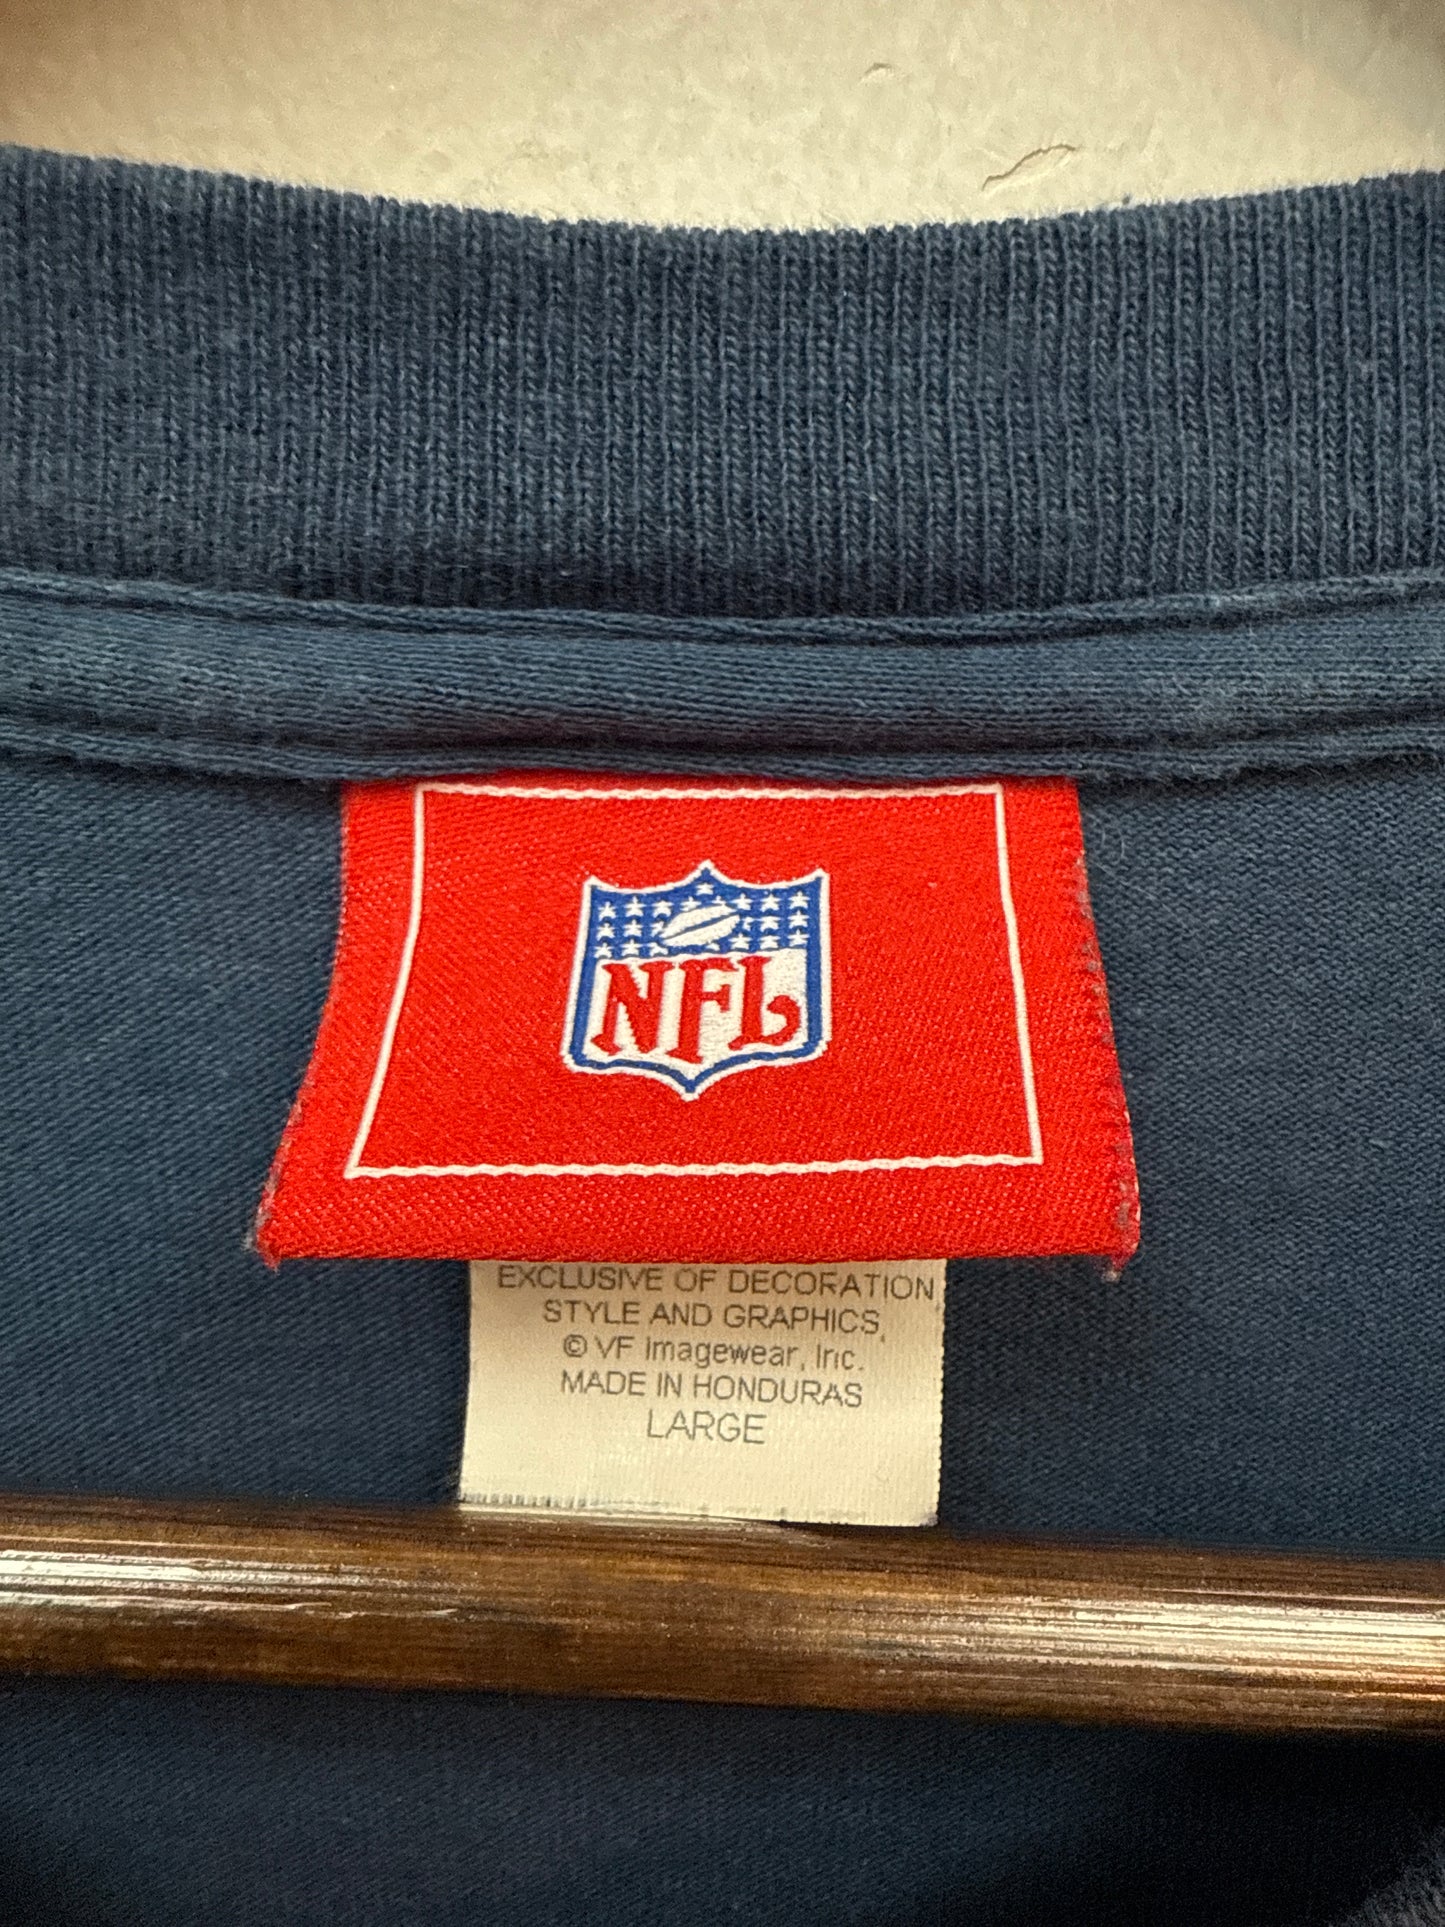 NFL
EXCLUSIVE OF DECORATION
STYLE AND GRAPHICS,
© VF Imagewear, Inc.
MADE IN HONDURAS
LARGE